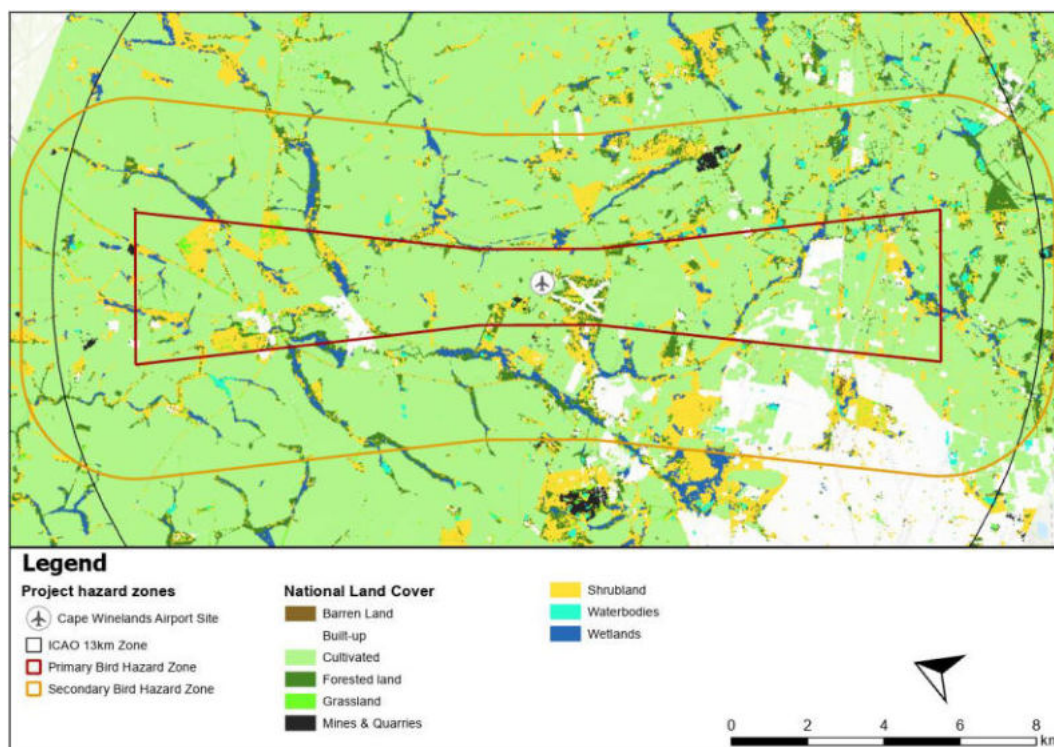 Legend
Project hazard zones
Cape Winelands Airport Site
ICAO 13km Zone
Primary Bird Hazard Zone
Secondary Bird Hazard Zone
National Land Cover
Barren Land
Built-up
Cultivated
Forested land
Grassland
Mines & Quarries
Shrubland
Waterbodies
Wetlands
0 2 4 6 8
km